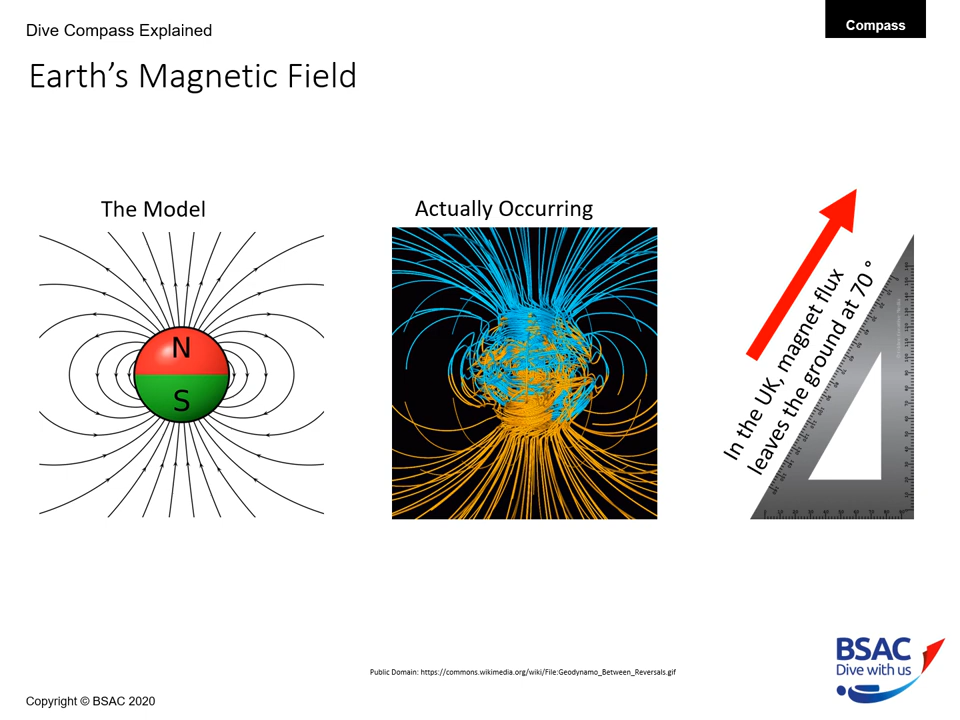 Dive Compass Explained
Compass
Earth's Magnetic Field
The Model
Actually Occurring
N
S
In the UK, magnet flux
leaves the ground at 70 °
Public Domain: https://commons.wikimedia.org/wiki/File:Geodynamo_Between_Reversals.gif
BSAC
Dive with us
Copyright © BSAC 2020